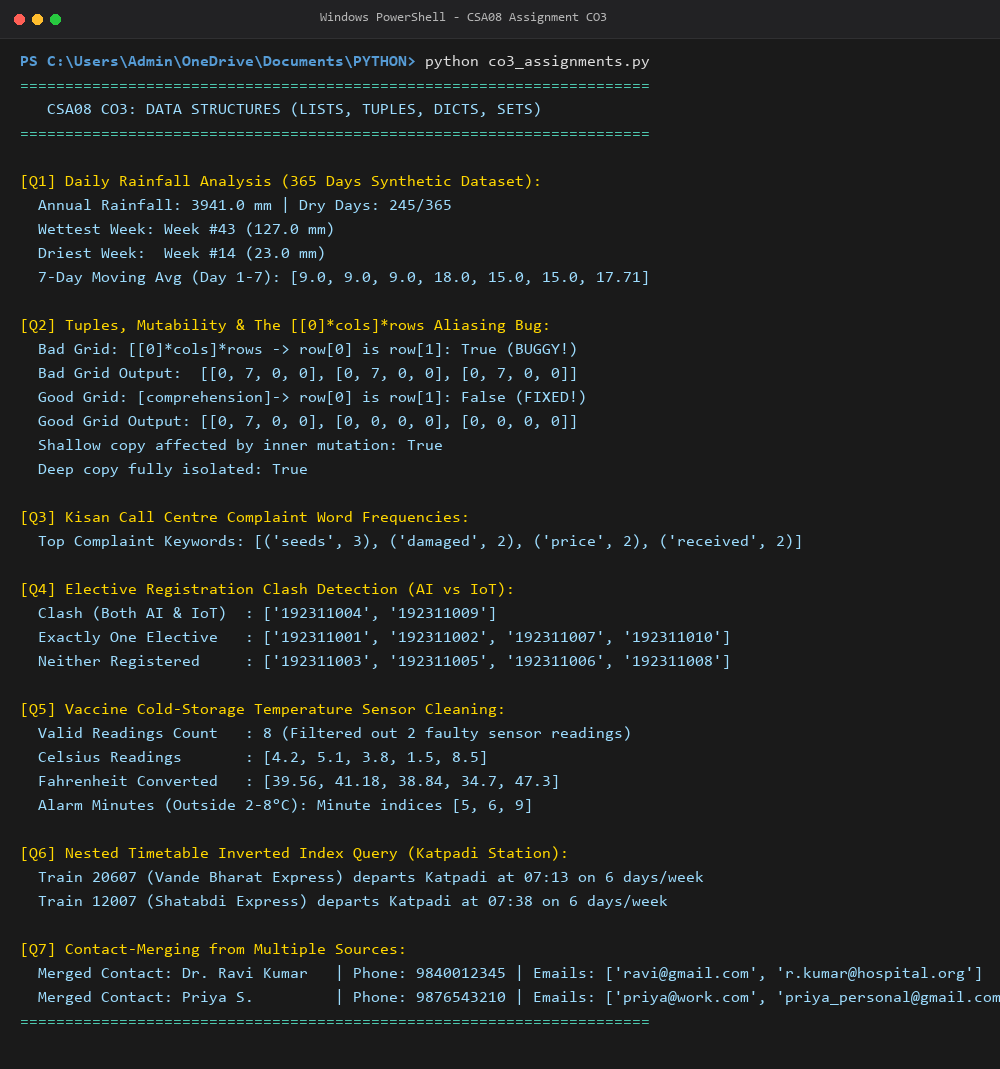 Windows PowerShell - CSA08 Assignment CO3
PS C:\Users\Admin\OneDrive\Documents\PYTHON> python co3_assignments.py
======================================================================
CSA08 CO3: DATA STRUCTURES (LISTS, TUPLES, DICTS, SETS)
======================================================================
[Q1] Daily Rainfall Analysis (365 Days Synthetic Dataset):
Annual Rainfall: 3941.0 mm | Dry Days: 245/365
Wettest Week: Week #43 (127.0 mm)
Driest Week:  Week #14 (23.0 mm)
7-Day Moving Avg (Day 1-7): [9.0, 9.0, 9.0, 18.0, 15.0, 15.0, 17.71]
[Q2] Tuples, Mutability & The [[0]*cols]*rows Aliasing Bug:
Bad Grid: [[0]*cols]*rows -> row[0] is row[1]: True (BUGGY!)
Bad Grid Output:  [[0, 7, 0, 0], [0, 7, 0, 0], [0, 7, 0, 0]]
Good Grid: [comprehension]-> row[0] is row[1]: False (FIXED!)
Good Grid Output: [[0, 7, 0, 0], [0, 0, 0, 0], [0, 0, 0, 0]]
Shallow copy affected by inner mutation: True
Deep copy fully isolated: True
[Q3] Kisan Call Centre Complaint Word Frequencies:
Top Complaint Keywords: [('seeds', 3), ('damaged', 2), ('price', 2), ('received', 2)]
[Q4] Elective Registration Clash Detection (AI vs IoT):
Clash (Both AI & IoT)  : ['192311004', '192311009']
Exactly One Elective   : ['192311001', '192311002', '192311007', '192311010']
Neither Registered     : ['192311003', '192311005', '192311006', '192311008']
[Q5] Vaccine Cold-Storage Temperature Sensor Cleaning:
Valid Readings Count   : 8 (Filtered out 2 faulty sensor readings)
Celsius Readings       : [4.2, 5.1, 3.8, 1.5, 8.5]
Fahrenheit Converted   : [39.56, 41.18, 38.84, 34.7, 47.3]
Alarm Minutes (Outside 2-8°C): Minute indices [5, 6, 9]
[Q6] Nested Timetable Inverted Index Query (Katpadi Station):
Train 20607 (Vande Bharat Express) departs Katpadi at 07:13 on 6 days/week
Train 12007 (Shatabdi Express) departs Katpadi at 07:38 on 6 days/week
[Q7] Contact-Merging from Multiple Sources:
Merged Contact: Dr. Ravi Kumar   | Phone: 9840012345 | Emails: ['ravi@gmail.com', 'r.kumar@hospital.org']
Merged Contact: Priya S.         | Phone: 9876543210 | Emails: ['priya@work.com', 'priya_personal@gmail.com
======================================================================